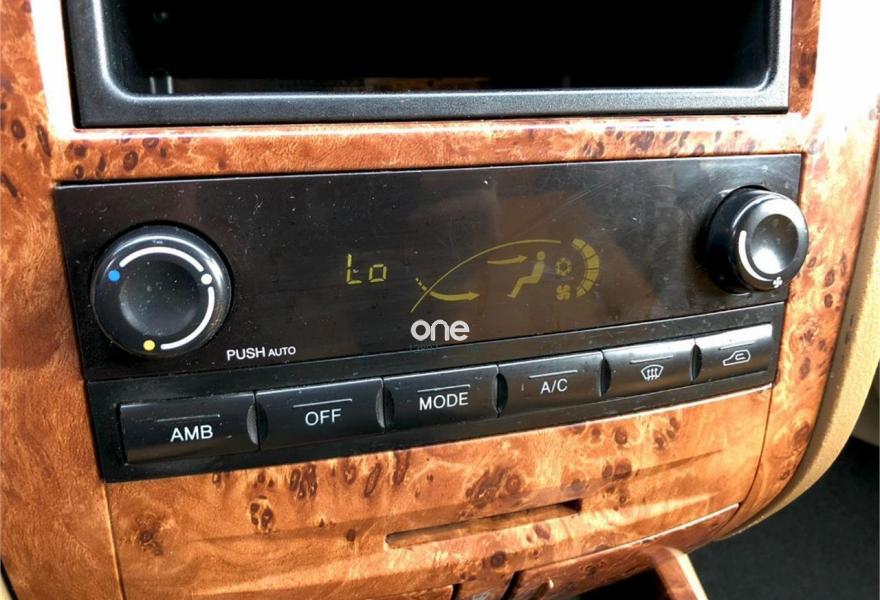 Lo
one
PUSH AUTO
AMB
OFF
MODE
A/C